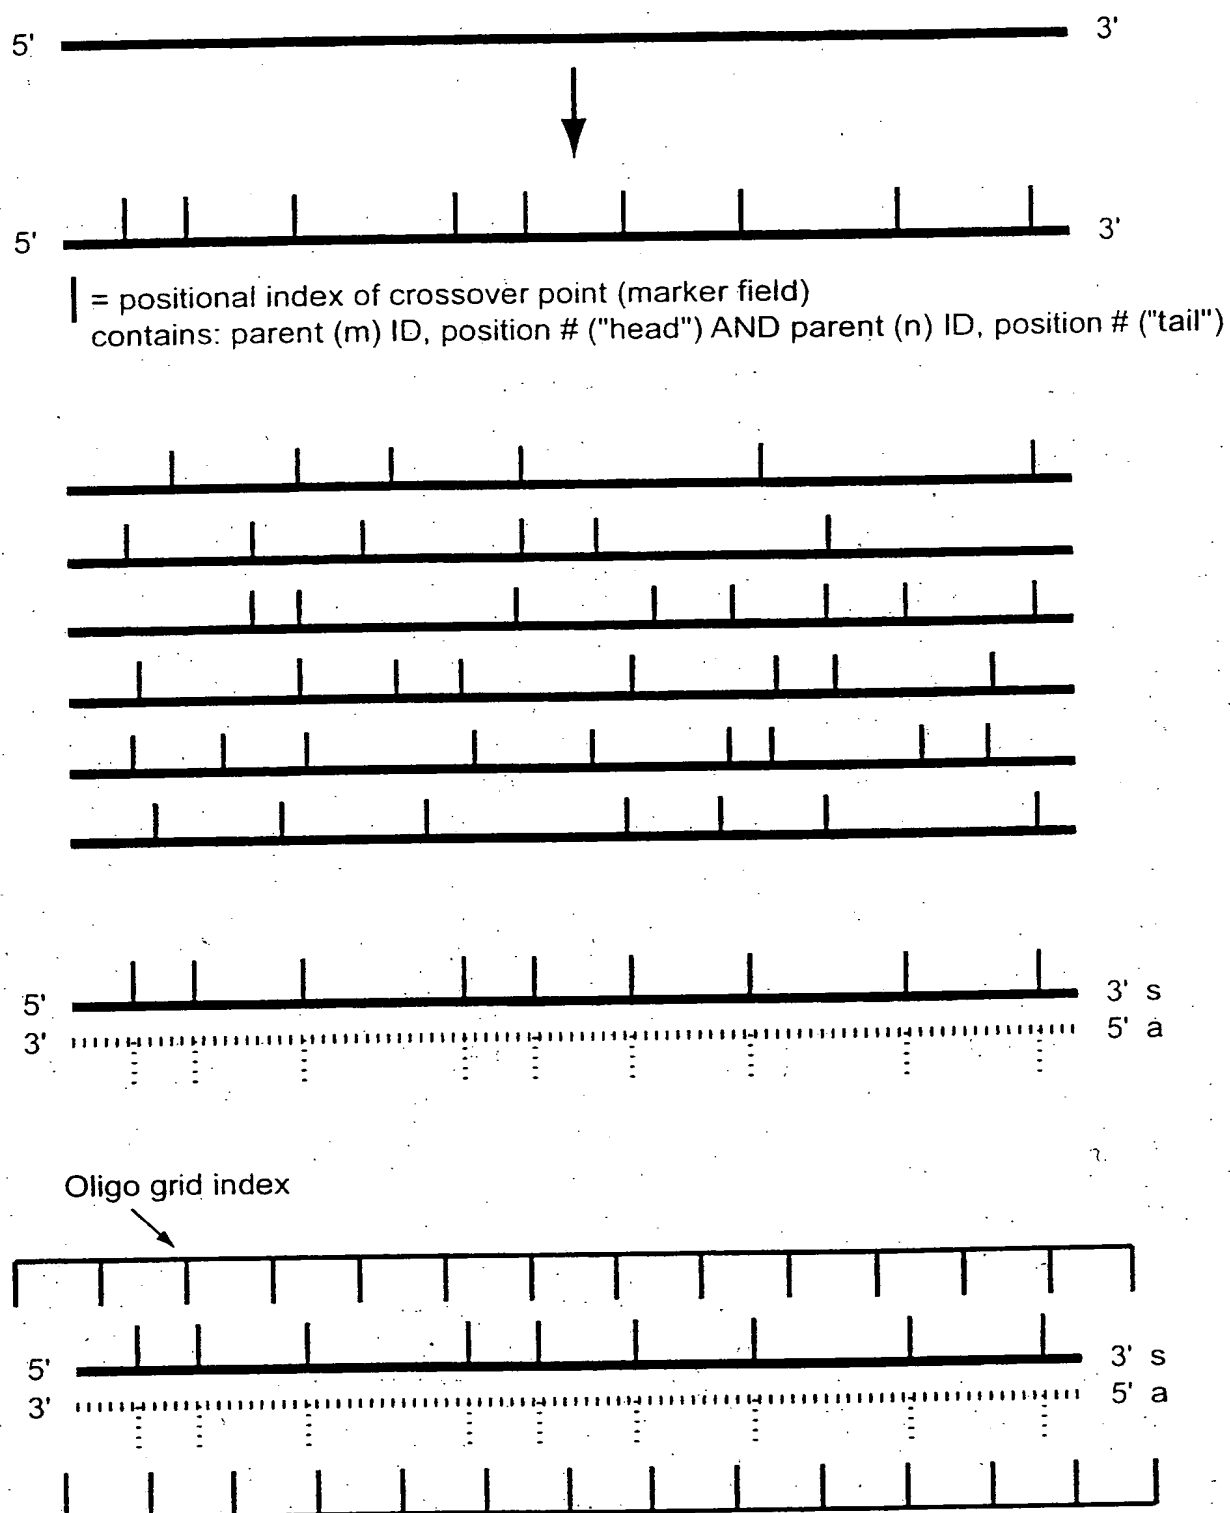 5' 3'
5' 3'
= positional index of crossover point (marker field)
contains: parent (m) ID, position # ("head") AND parent (n) ID, position # ("tail")
5' 3' s
3' 5' a
Oligo grid index
5' 3' s
3' 5' a